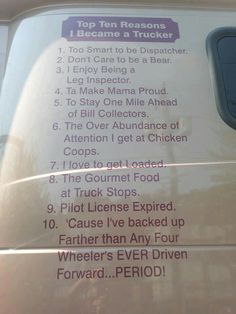 Top Ten Reasons
I Became a Trucker
1. Too Smart to be Dispatcher.
2. Don't Care to be a Bear.
3. I Enjoy Being a
Leg Inspector.
4. Ta Make Mama Proud.
5. To Stay One Mile Ahead
of Bill Collectors.
6. The Over Abundance of
Attention I get at Chicken
Coops.
7. I love to get Loaded.
8. The Gourmet Food
at Truck Stops.
9. Pilot License Expired.
10. 'Cause I've backed up
Farther than Any Four
Wheeler's EVER Driven
Forward...PERIOD!